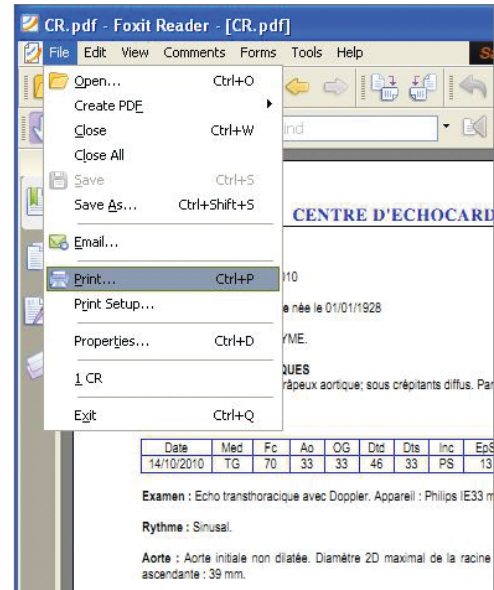 CR.pdf - Foxit Reader - [CR.pdf]
File Edit View Comments Forms Tools Help
Open... Ctrl+O
Create PDF
Close Ctrl+W
ind
Close All
Save Ctrl+S
Save As... Ctrl+Shift+S
CENTRE D'ECHOCARD
Email...
Print... Ctrl+P
010
Print Setup...
e née le 01/01/1928
Properties... Ctrl+D
YME.
1 CR
QUES
râpeux aortique; sous crépitants diffus. Par
Exit Ctrl+Q
Date Med Fc Ao OG Dtd Dts Inc EpS
14/10/2010 TG 70 33 33 46 33 PS 13
Examen : Echo transthoracique avec Doppler. Appareil : Philips IE33 m
Rythme : Sinusal.
Aorte : Aorte initiale non dilatée. Diamètre 2D maximal de la racine
ascendante : 39 mm.